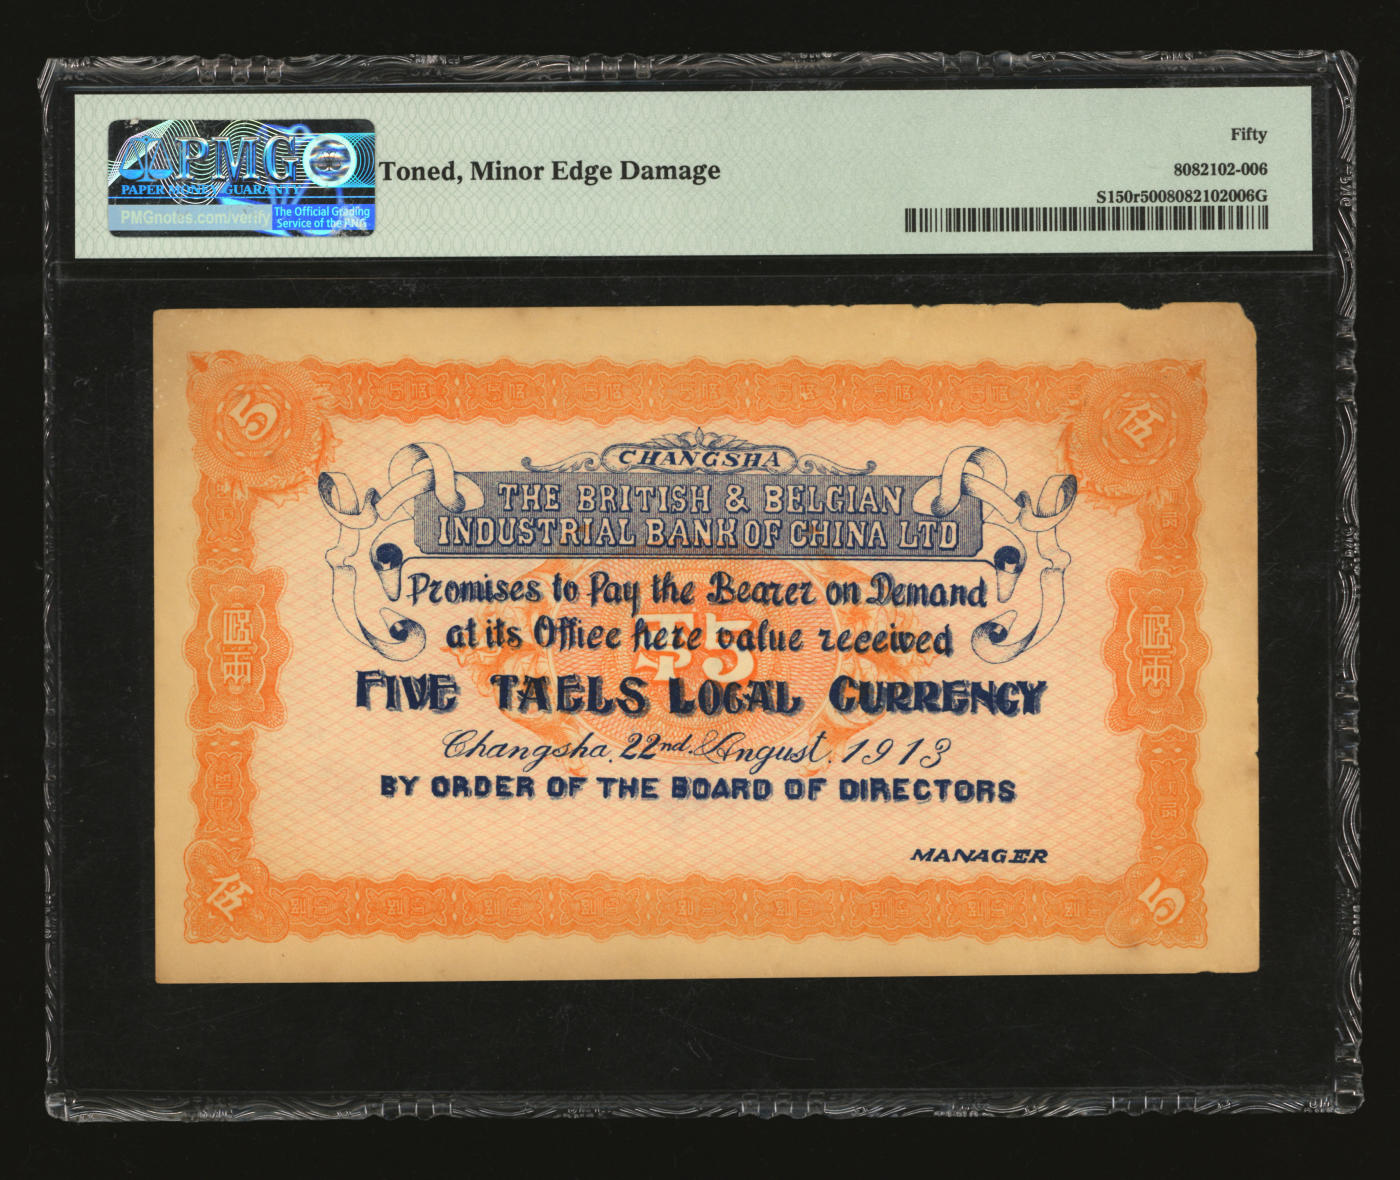 PMG
PAPER MONEY GUARANTY
PMGnotes.com/verify
The Official Grading
Service of the PNG
Toned, Minor Edge Damage
Fifty
8082102-006
S150r5008082102006G
5
伍
CHANGSHA
THE BRITISH & BELGIAN
INDUSTRIAL BANK OF CHINA LTD
Promises to Pay the Bearer on Demand
at its Office here value received
5
FIVE TAELS LOCAL CURRENCY
Changsha, 22nd. August. 1913
BY ORDER OF THE BOARD OF DIRECTORS
MANAGER
伍
5